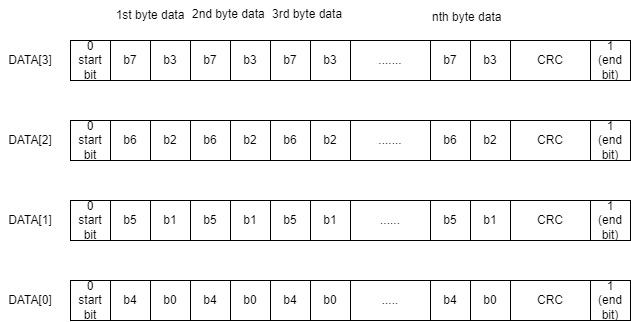 1st byte data 2nd byte data 3rd byte data nth byte data
DATA[3] 0 start bit b7 b3 b7 b3 b7 b3 ....... b7 b3 CRC 1 (end bit)
DATA[2] 0 start bit b6 b2 b6 b2 b6 b2 ....... b6 b2 CRC 1 (end bit)
DATA[1] 0 start bit b5 b1 b5 b1 b5 b1 ...... b5 b1 CRC 1 (end bit)
DATA[0] 0 start bit b4 b0 b4 b0 b4 b0 ..... b4 b0 CRC 1 (end bit)